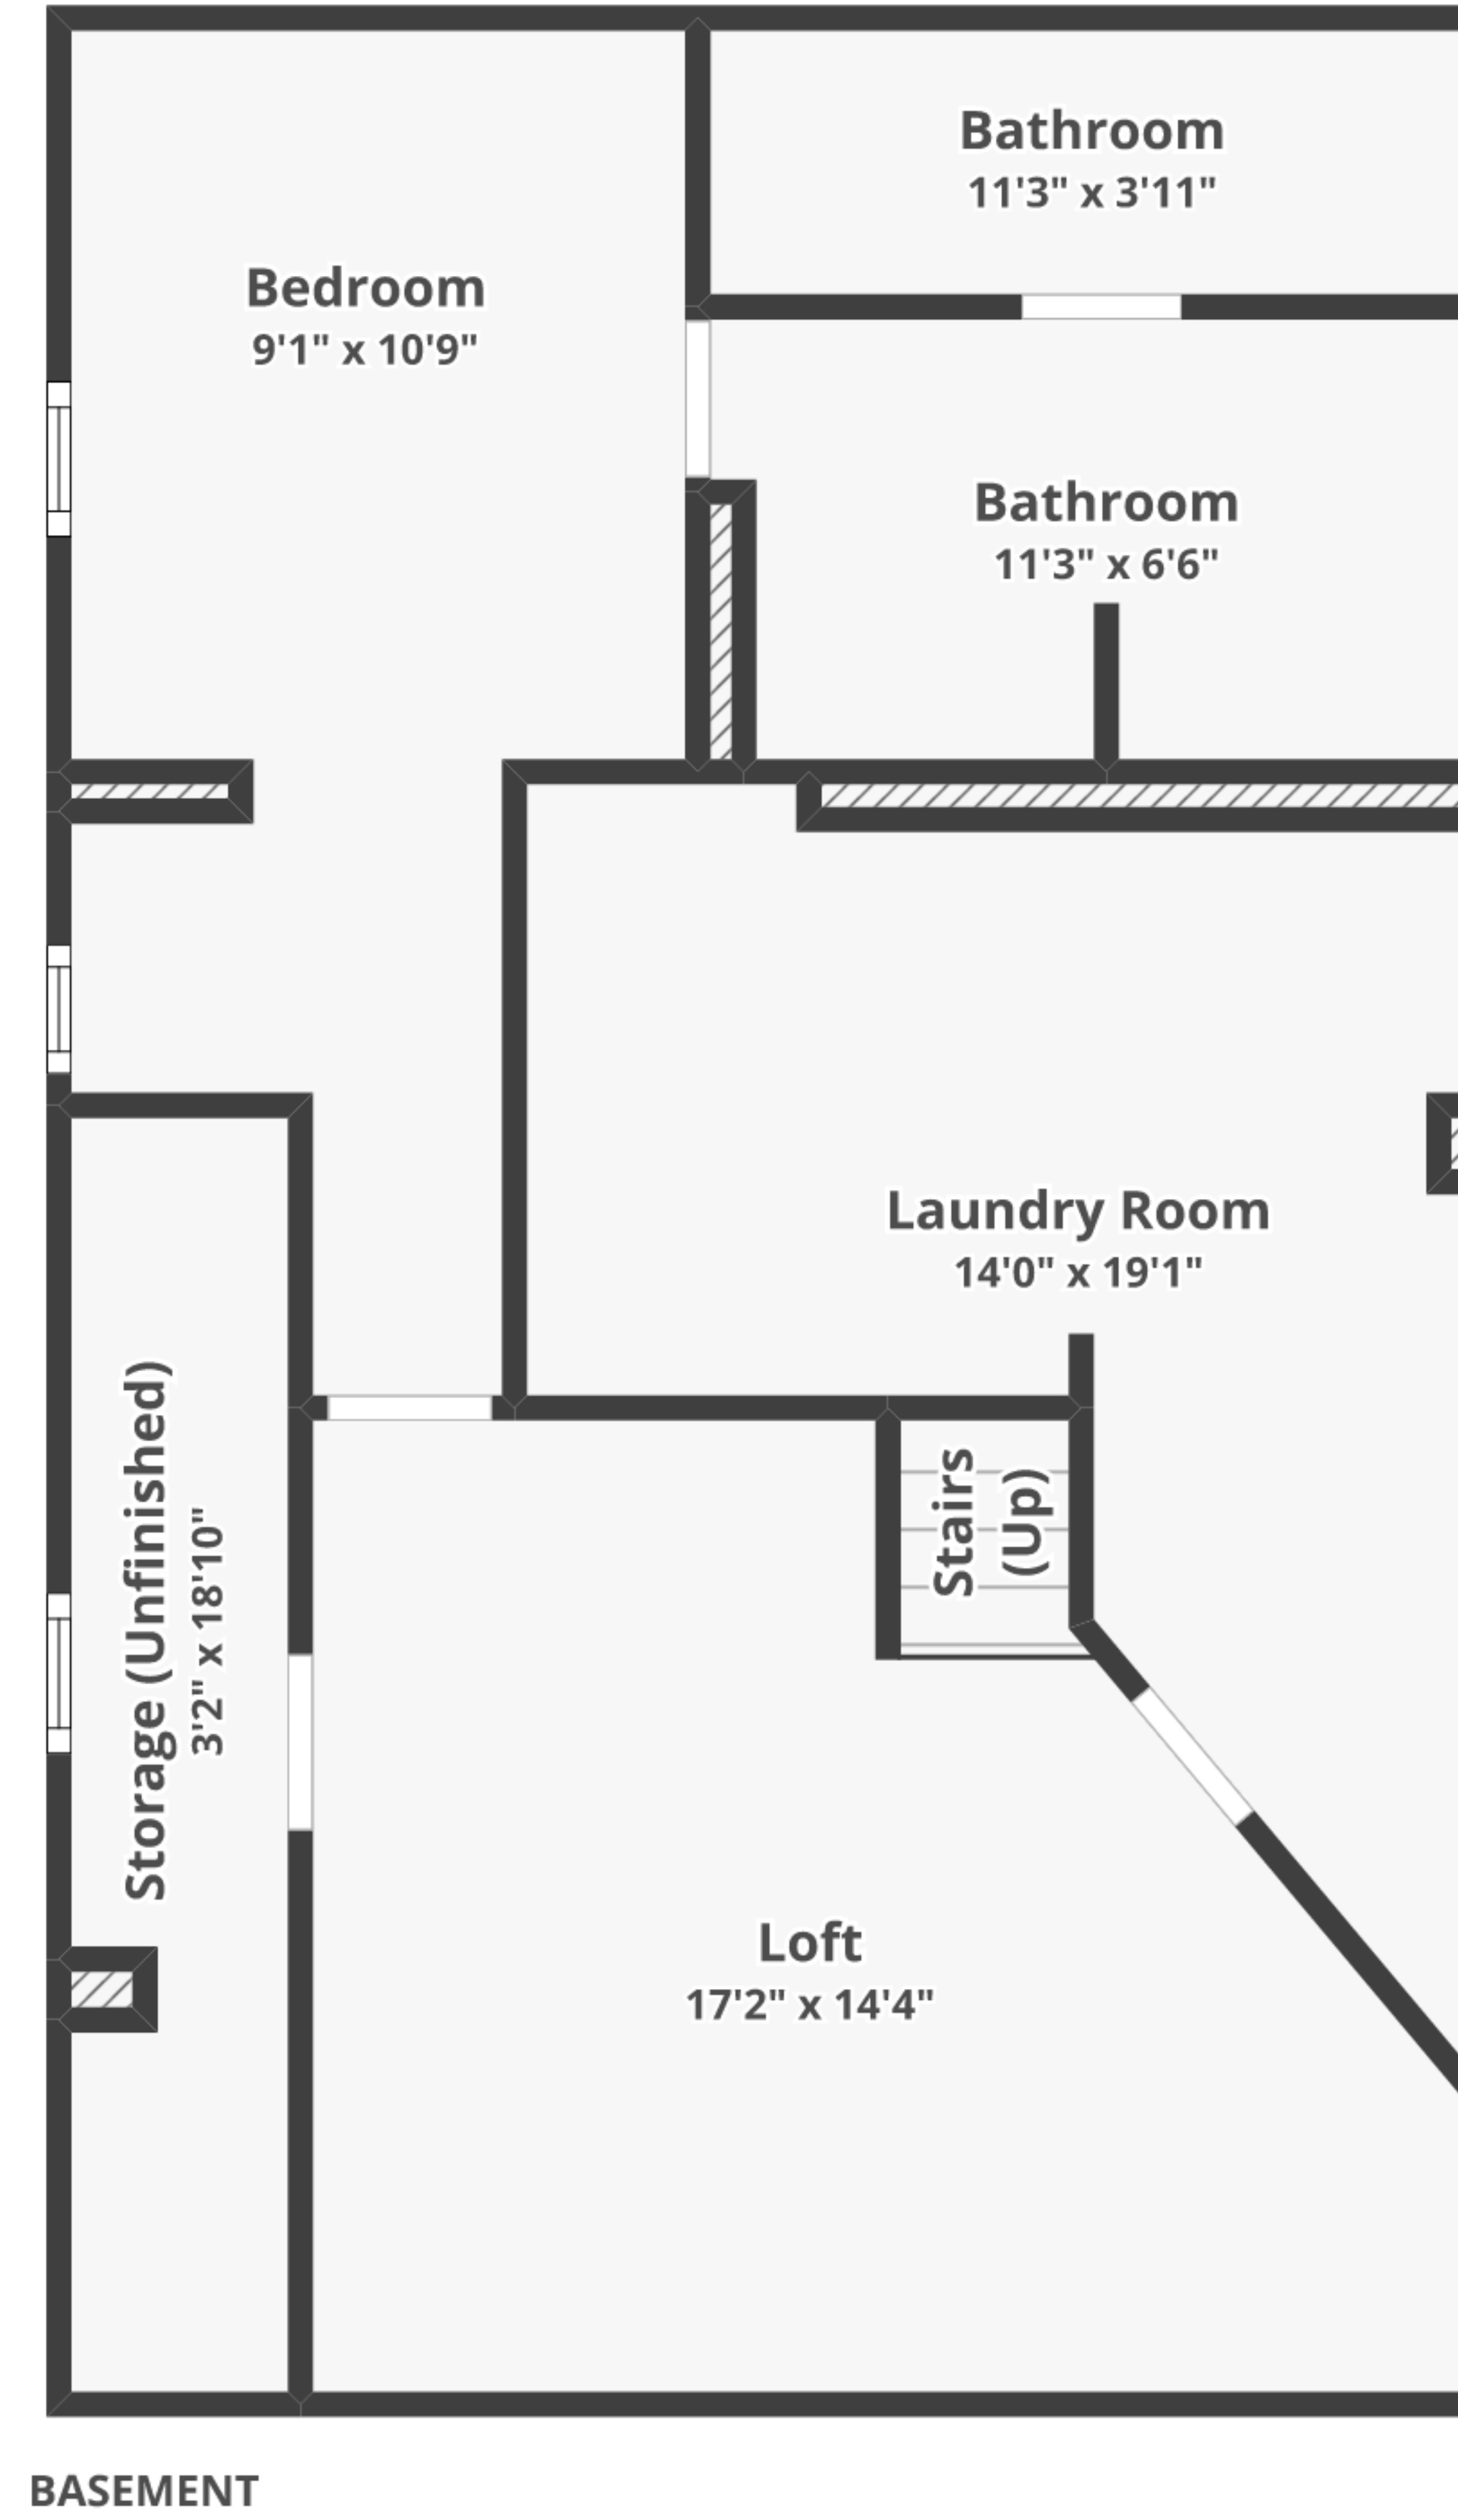 Bathroom
11'3" x 3'11"
Bedroom
9'1" x 10'9"
Bathroom
11'3" x 6'6"
Laundry Room
14'0" x 19'1"
Storage (Unfinished)
3'2" x 18'10"
Stairs
(Up)
Loft
17'2" x 14'4"
BASEMENT